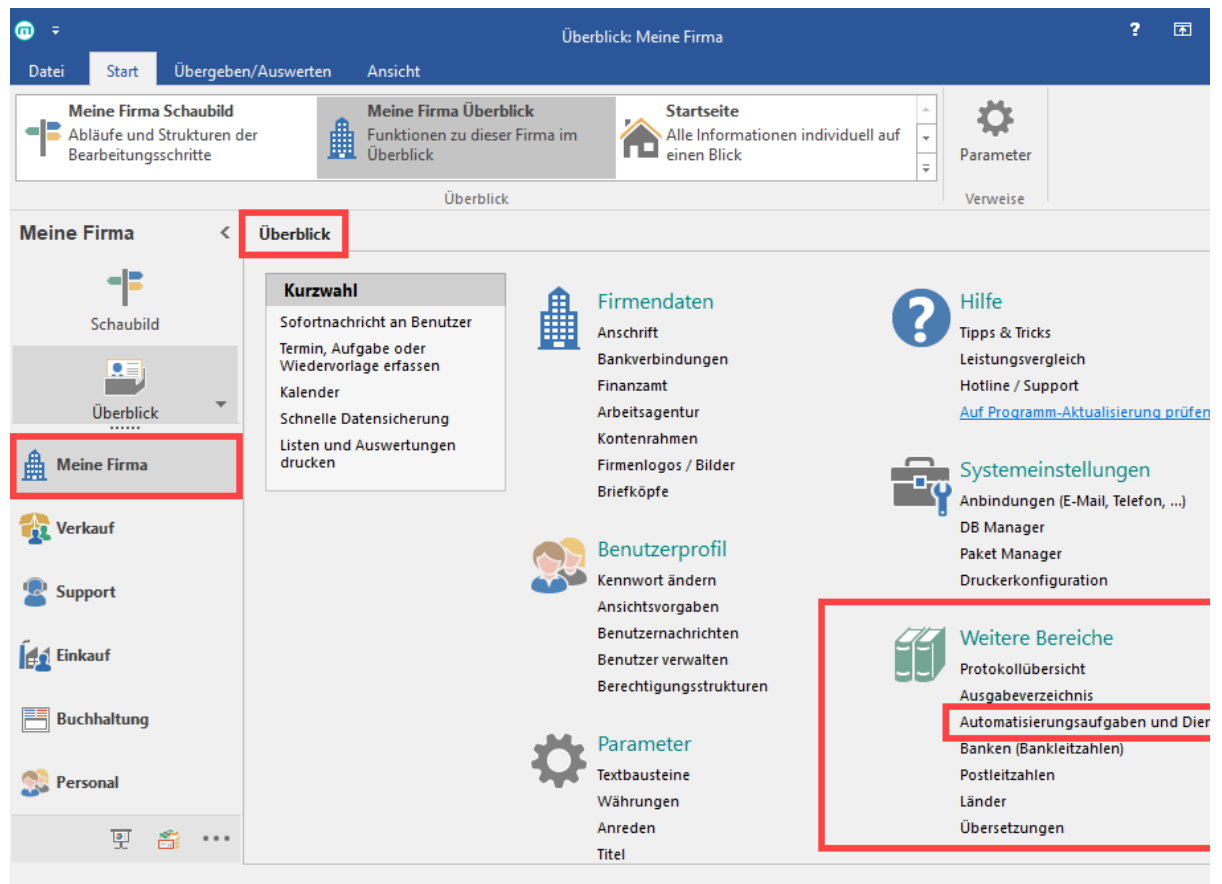 Überblick: Meine Firma
?
Datei
Start
Übergeben/Auswerten
Ansicht
Meine Firma Schaubild
Abläufe und Strukturen der
Bearbeitungsschritte
Meine Firma Überblick
Funktionen zu dieser Firma im
Überblick
Startseite
Alle Informationen individuell auf
einen Blick
Parameter
Überblick
Verweise
Meine Firma
Schaubild
Überblick
Meine Firma
Verkauf
Support
Einkauf
Buchhaltung
Personal
Überblick
Kurzwahl
Sofortnachricht an Benutzer
Termin, Aufgabe oder
Wiedervorlage erfassen
Kalender
Schnelle Datensicherung
Listen und Auswertungen
drucken
Firmendaten
Anschrift
Bankverbindungen
Finanzamt
Arbeitsagentur
Kontenrahmen
Firmenlogos / Bilder
Briefköpfe
Benutzerprofil
Kennwort ändern
Ansichtsvorgaben
Benutzernachrichten
Benutzer verwalten
Berechtigungsstrukturen
Parameter
Textbausteine
Währungen
Anreden
Titel
Hilfe
Tipps & Tricks
Leistungsvergleich
Hotline / Support
Auf Programm-Aktualisierung prüfen
Systemeinstellungen
Anbindungen (E-Mail, Telefon, ...)
DB Manager
Paket Manager
Druckerkonfiguration
Weitere Bereiche
Protokollübersicht
Ausgabeverzeichnis
Automatisierungsaufgaben und
Banken (Bankleitzahlen)
Postleitzahlen
Länder
Übersetzungen